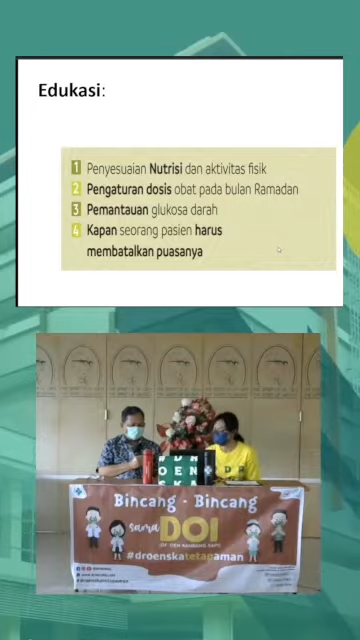 Edukasi:
1 Penyesuaian Nutrisi dan aktivitas fisik
2 Pengaturan dosis obat pada bulan Ramadan
3 Pemantauan glukosa darah
4 Kapan seorang pasien harus
membatalkan puasanya
# D R
O E N
S K A
Bincang - Bincang
sama DOI
#droenskatetapaman